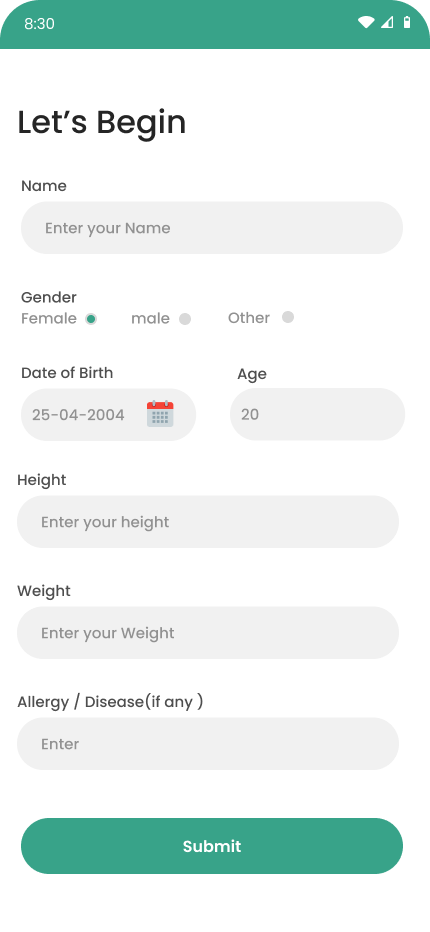 8:30
Let's Begin
Name
Enter your Name
Gender
Female male Other
Date of Birth Age
25-04-2004 20
Height
Enter your height
Weight
Enter your Weight
Allergy / Disease(if any )
Enter
Submit